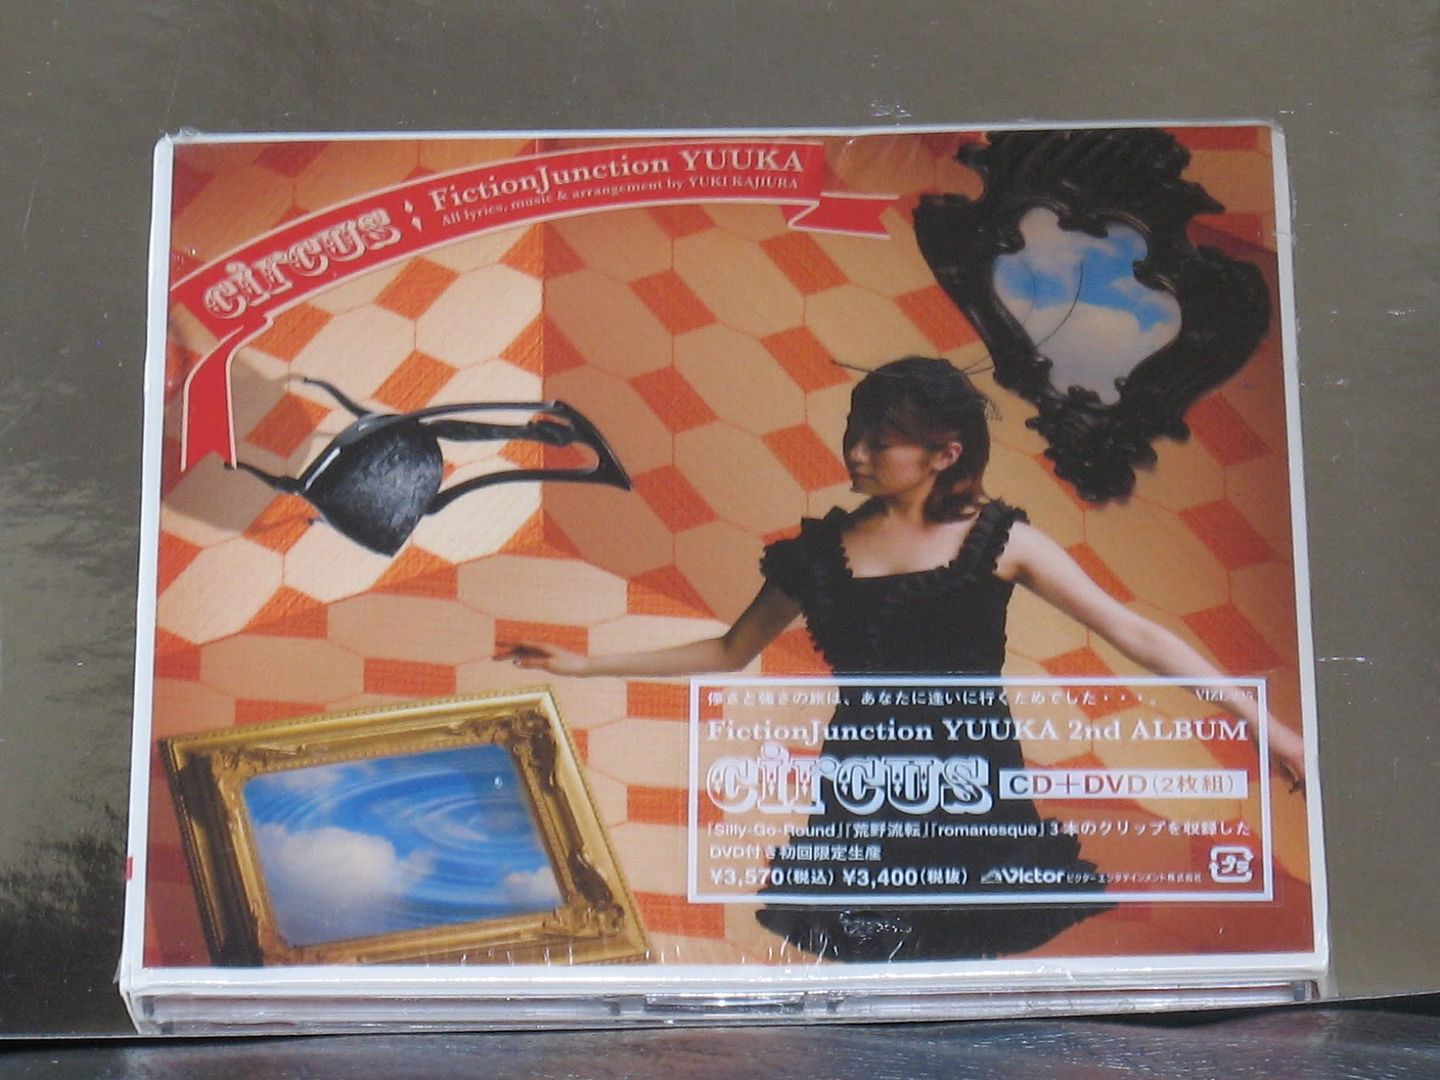 circus : FictionJunction YUUKA
All lyrics, music & arrangement by YUKI KAJIURA
儚さと強さの旅は、あなたに逢いに行くためでした・・・。 VIZL-235
FictionJunction YUUKA 2nd ALBUM
circus CD+DVD(2枚組)
「Silly-Go-Round」「荒野流転」「romanesque」3本のクリップを収録した
DVD付き初回限定生産
¥3,570(税込) ¥3,400(税抜) Victor ビクターエンタテインメント株式会社